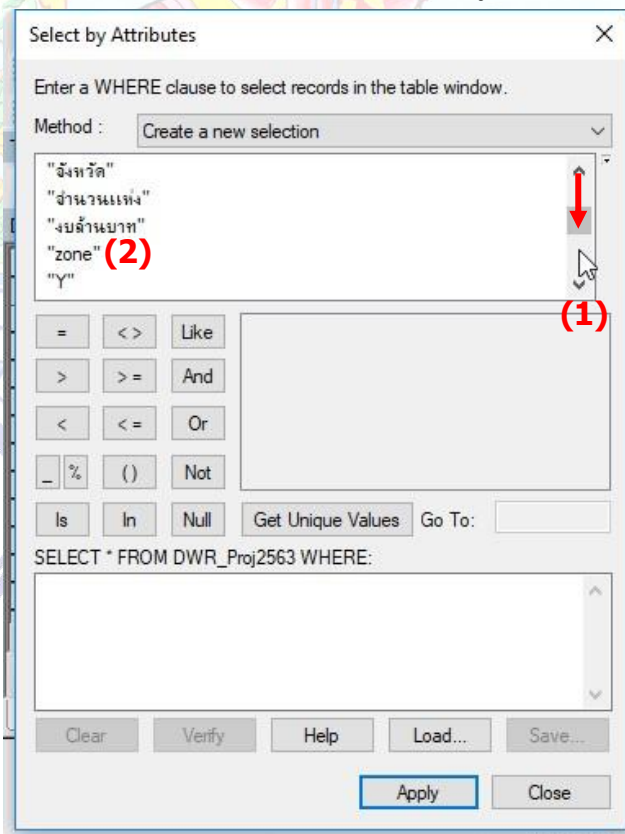 Select by Attributes
Enter a WHERE clause to select records in the table window.
Method : Create a new selection
"จังหวัด"
"จำนวนแห่ง"
"งบล้านบาท"
"zone" (2)
"Y"
(1)
= < > Like
> > = And
< < = Or
_ % () Not
Is In Null Get Unique Values Go To:
SELECT * FROM DWR_Proj2563 WHERE:
Clear Verify Help Load... Save...
Apply Close